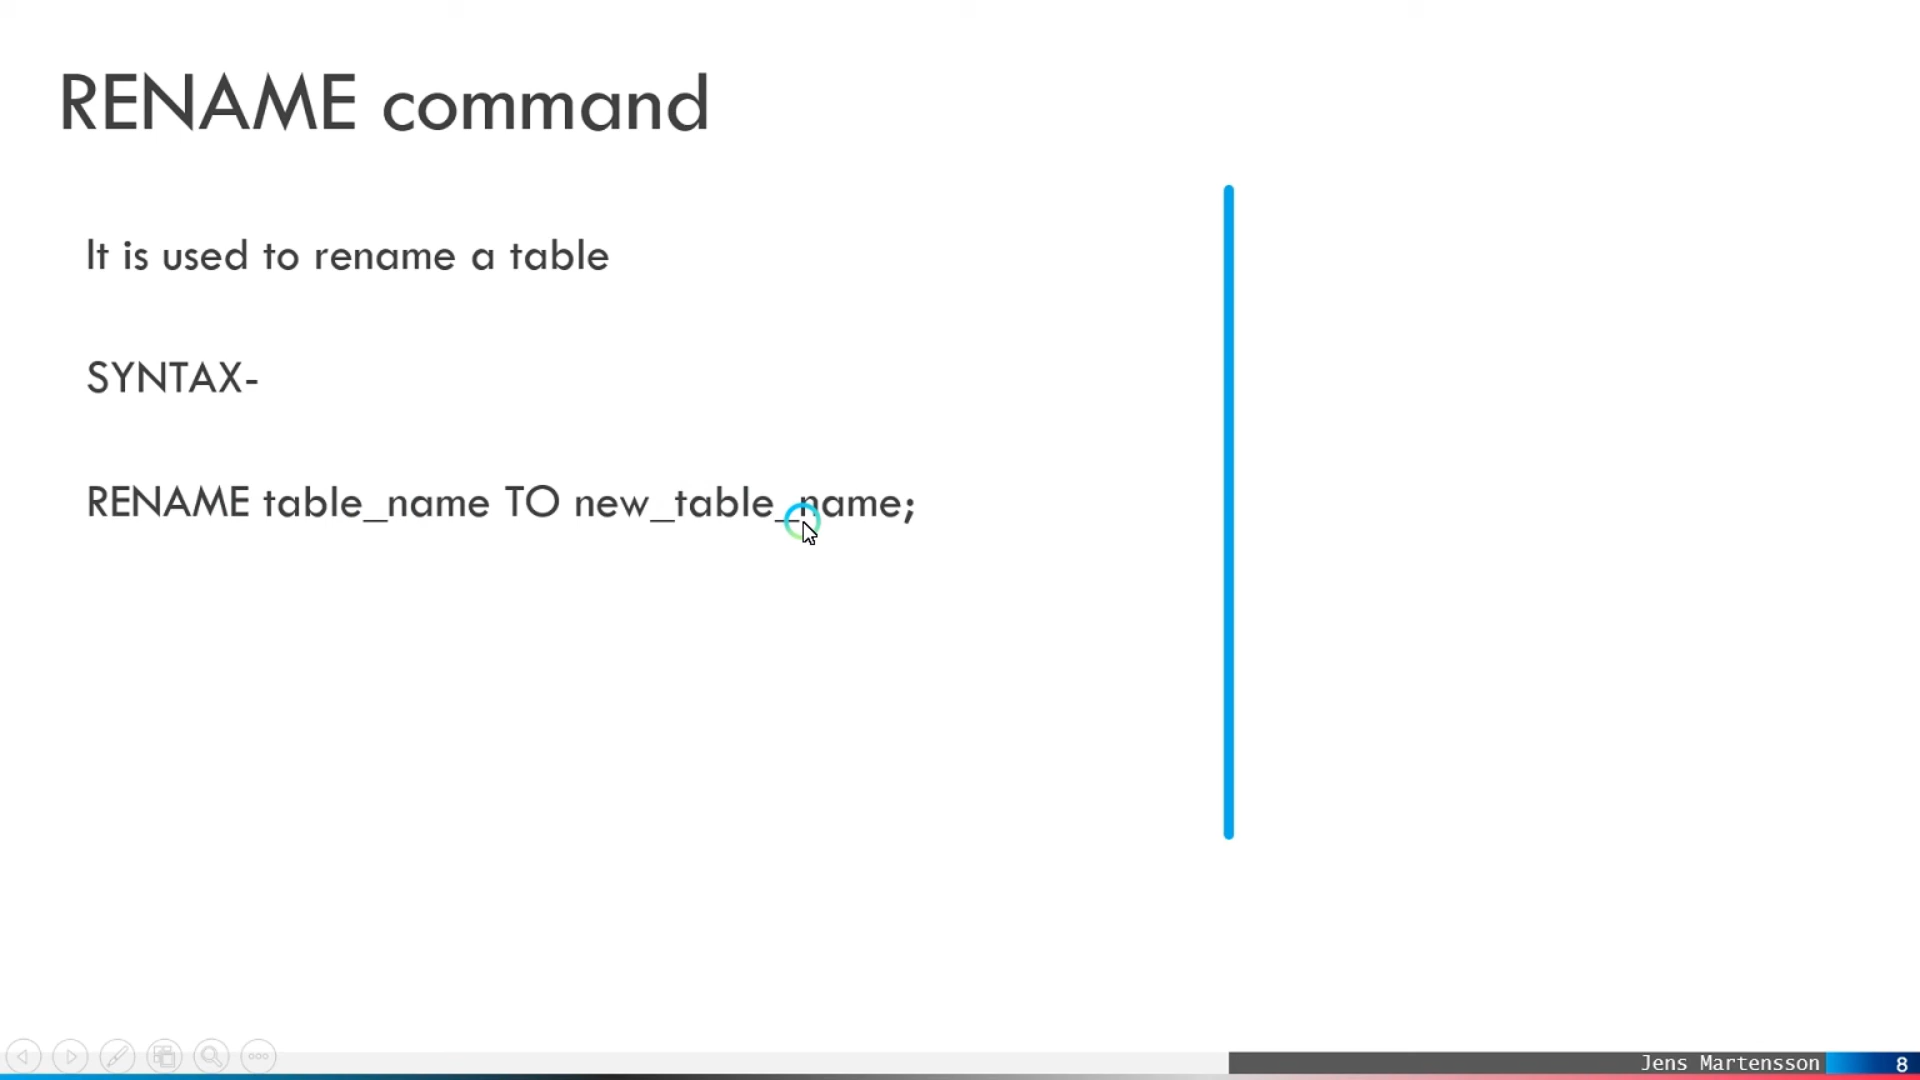 RENAME command
It is used to rename a table
SYNTAX-
RENAME table_name TO new_table_name;
Jens Martensson
8